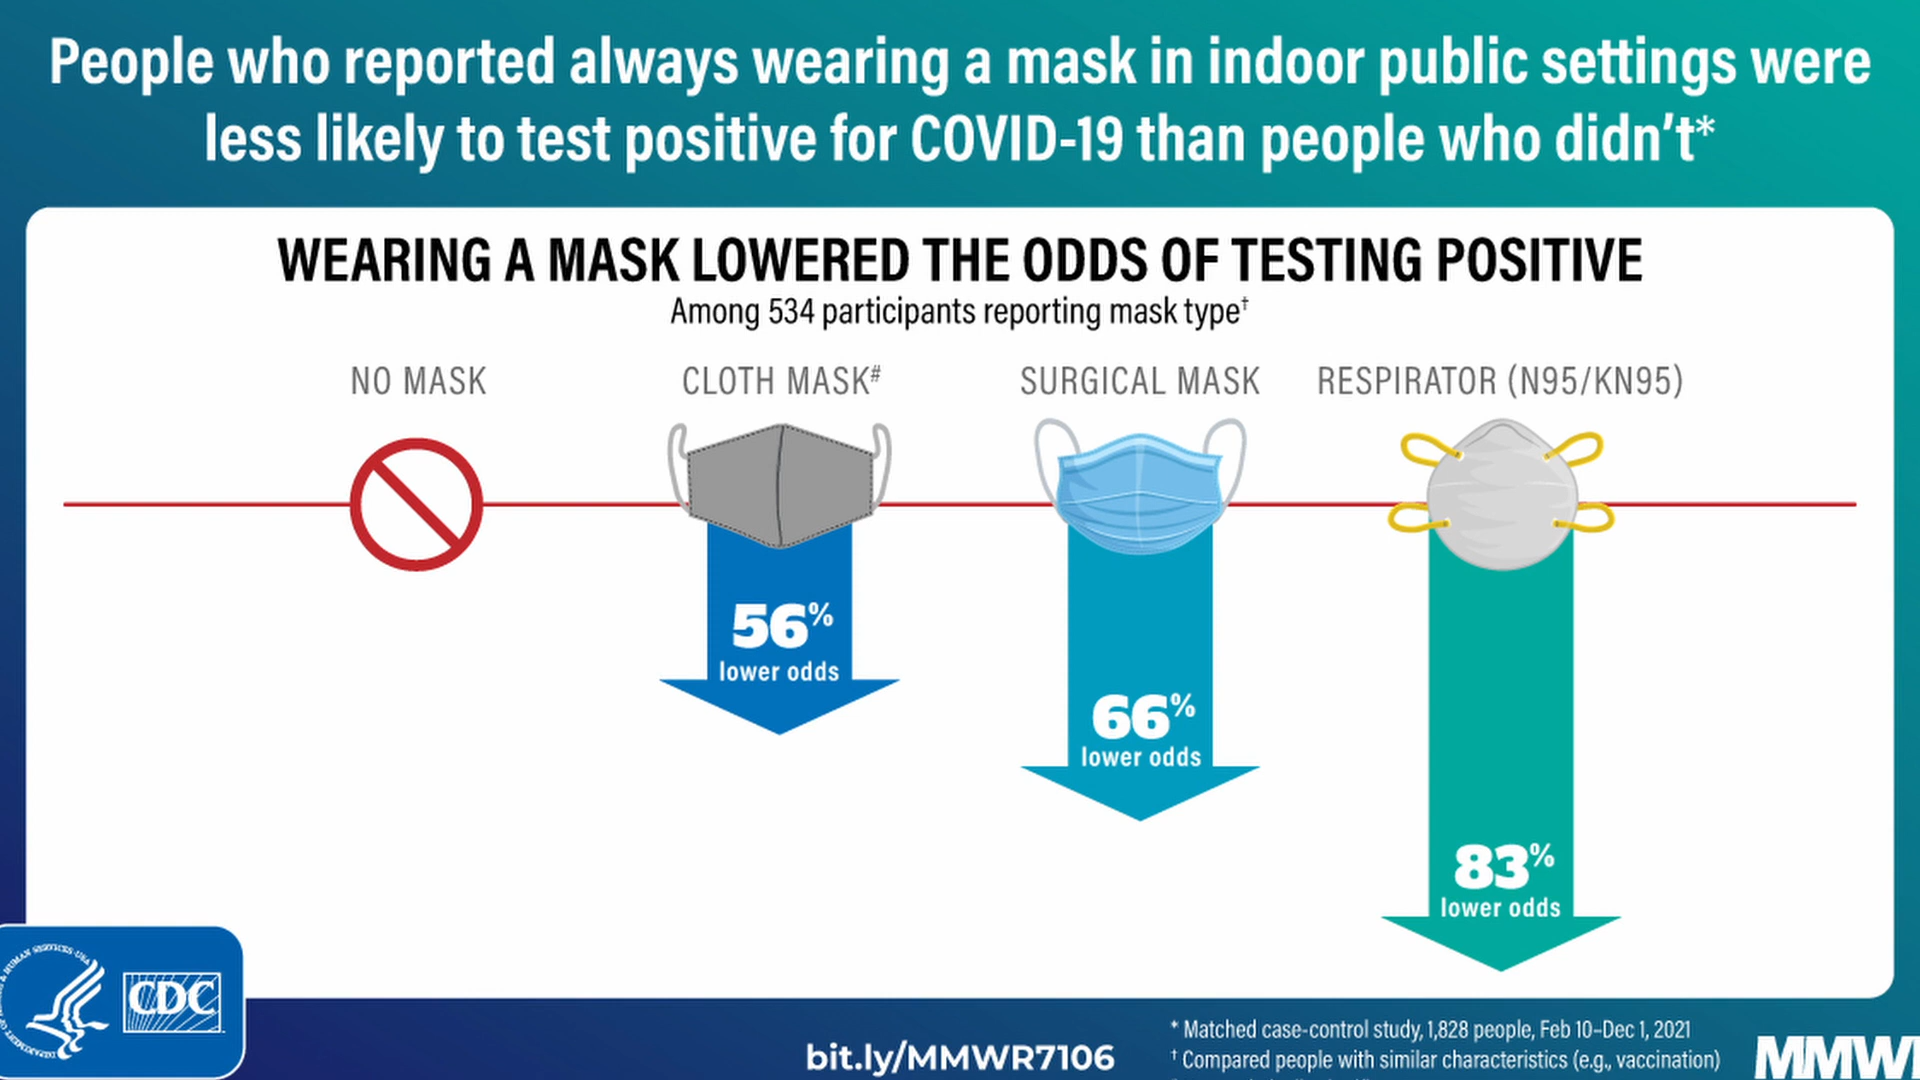 People who reported always wearing a mask in indoor public settings were
less likely to test positive for COVID-19 than people who didn't*
WEARING A MASK LOWERED THE ODDS OF TESTING POSITIVE
Among 534 participants reporting mask type†
NO MASK
CLOTH MASK#
SURGICAL MASK
RESPIRATOR (N95/KN95)
56%
lower odds
66%
lower odds
83%
lower odds
CDC
bit.ly/MMWR7106
* Matched case-control study, 1,828 people, Feb 10–Dec 1, 2021
† Compared people with similar characteristics (e.g., vaccination)